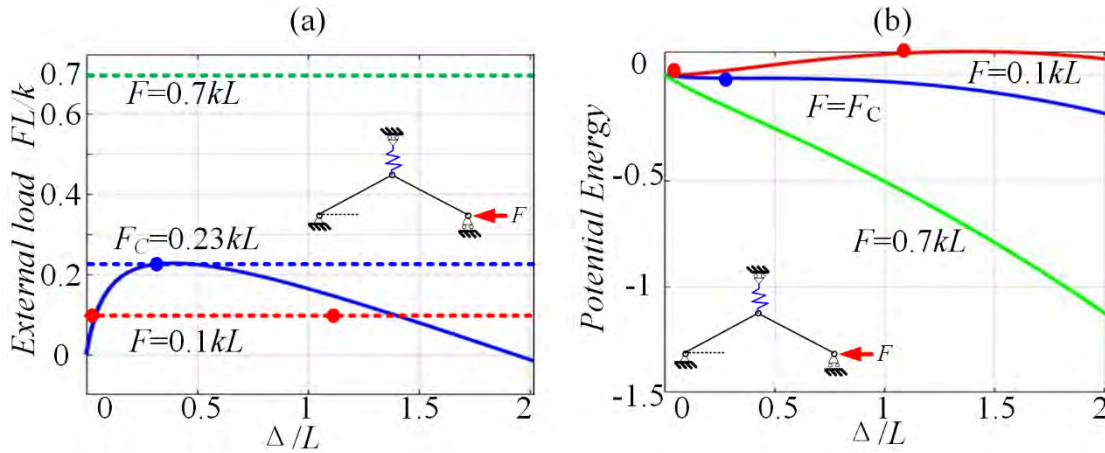 (a)
External load FL/k
0.7
0.6
0.4
0.2
0
F=0.7kL
F
F_C=0.23kL
F=0.1kL
0
0.5
1
1.5
2
Δ/L
(b)
Potential Energy
0
-0.5
-1
-1.5
F=0.1kL
F=F_C
F=0.7kL
F
0
0.5
1
1.5
2
Δ/L